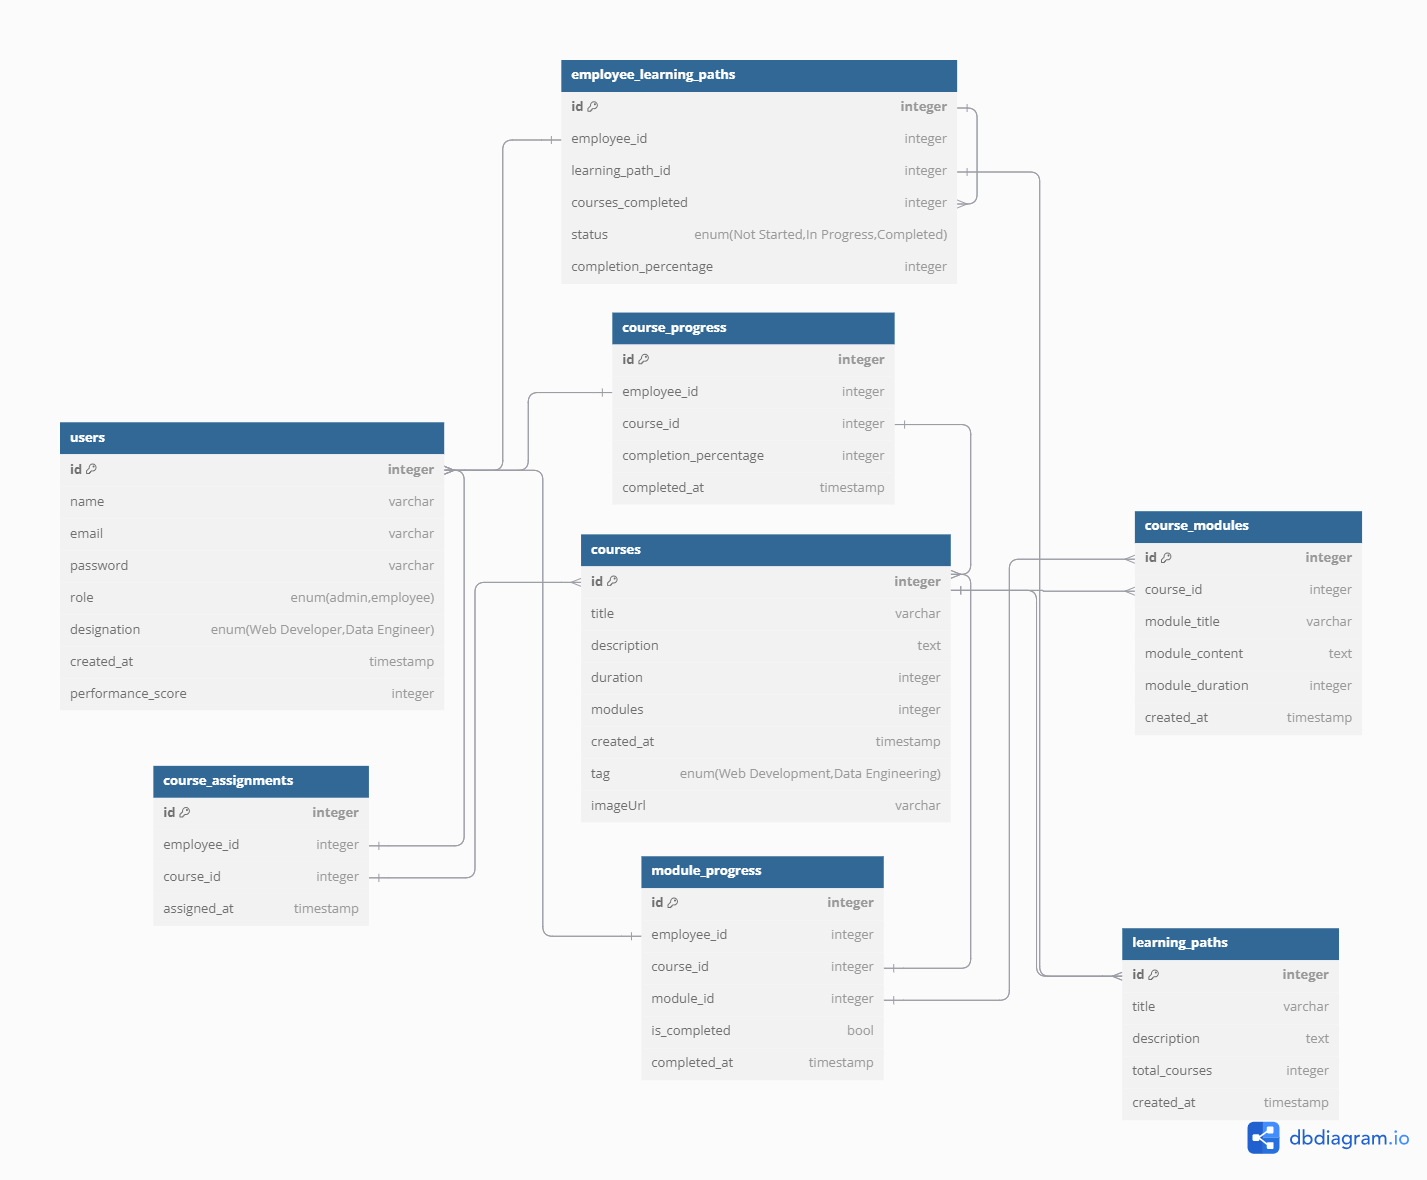 employee_learning_paths
id integer
employee_id integer
learning_path_id integer
courses_completed integer
status enum(Not Started,In Progress,Completed)
completion_percentage integer
course_progress
id integer
employee_id integer
course_id integer
completion_percentage integer
completed_at timestamp
users
id integer
name varchar
email varchar
password varchar
role enum(admin,employee)
designation enum(Web Developer,Data Engineer)
created_at timestamp
performance_score integer
courses
id integer
title varchar
description text
duration integer
modules integer
created_at timestamp
tag enum(Web Development,Data Engineering)
imageUrl varchar
course_modules
id integer
course_id integer
module_title varchar
module_content text
module_duration integer
created_at timestamp
course_assignments
id integer
employee_id integer
course_id integer
assigned_at timestamp
module_progress
id integer
employee_id integer
course_id integer
module_id integer
is_completed bool
completed_at timestamp
learning_paths
id integer
title varchar
description text
total_courses integer
created_at timestamp
dbdiagram.io